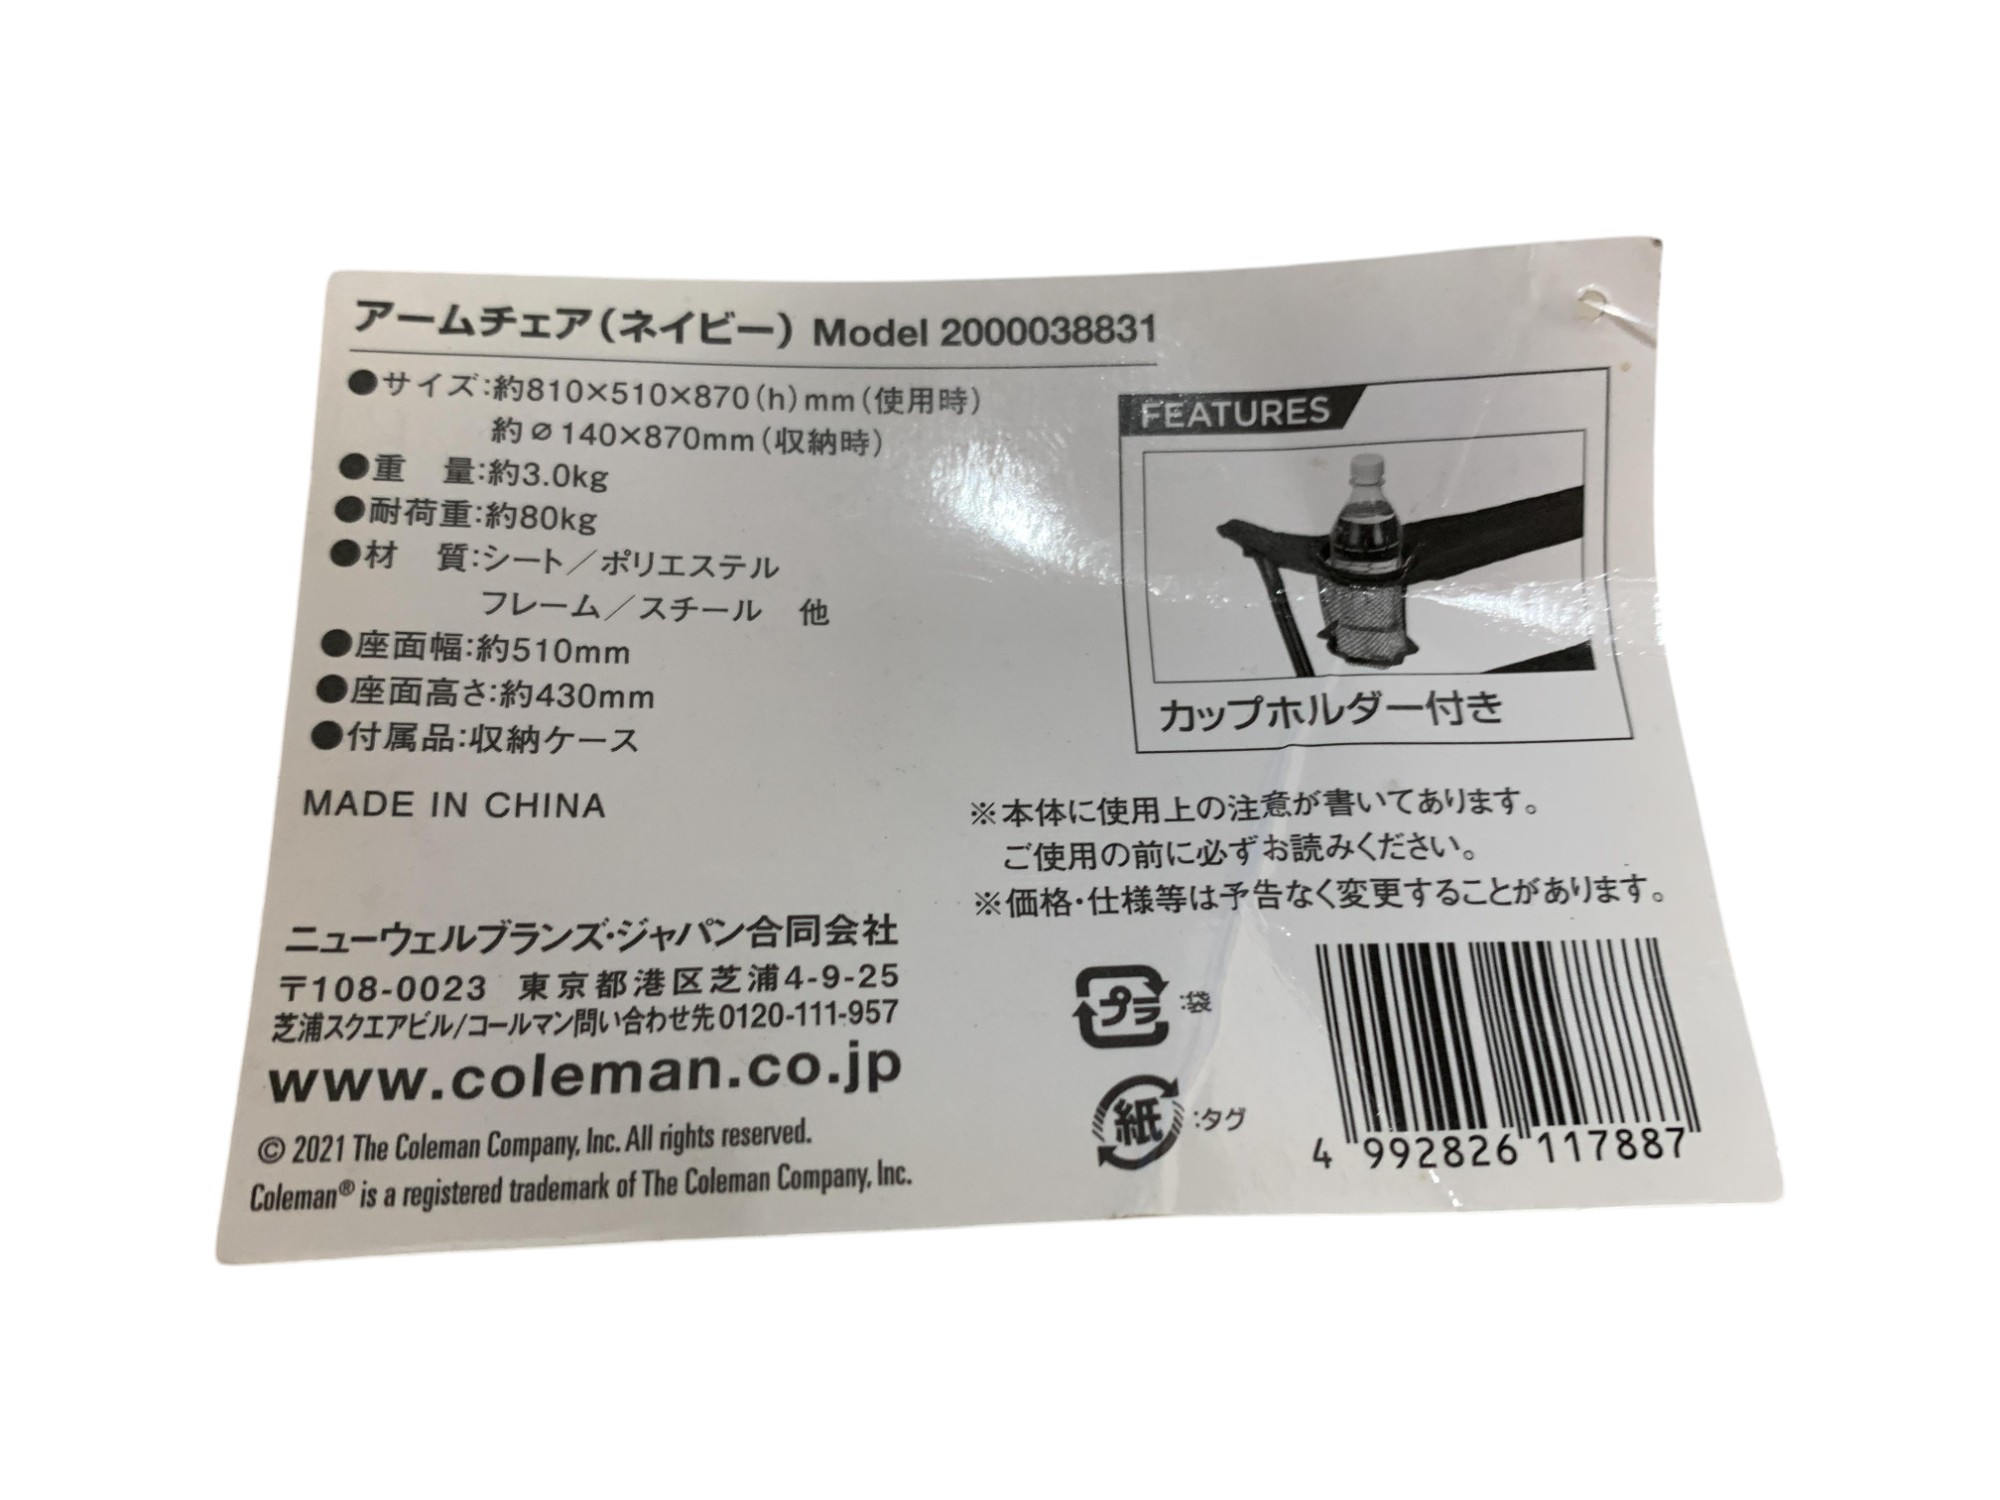 アームチェア（ネイビー）Model 2000038831
●サイズ：約810×510×870(h)mm(使用時)
約⌀140×870mm(収納時)
●重　量：約3.0kg
●耐荷重：約80kg
●材　質：シート／ポリエステル
フレーム／スチール　他
●座面幅：約510mm
●座面高さ：約430mm
●付属品：収納ケース
MADE IN CHINA
ニューウェルブランズ・ジャパン合同会社
〒108-0023 東京都港区芝浦4-9-25
芝浦スクエアビル/コールマン問い合わせ先0120-111-957
www.coleman.co.jp
© 2021 The Coleman Company, Inc. All rights reserved.
Coleman® is a registered trademark of The Coleman Company, Inc.
FEATURES
カップホルダー付き
※本体に使用上の注意が書いてあります。
ご使用の前に必ずお読みください。
※価格・仕様等は予告なく変更することがあります。
プラ：袋
紙：タグ
4 992826 117887